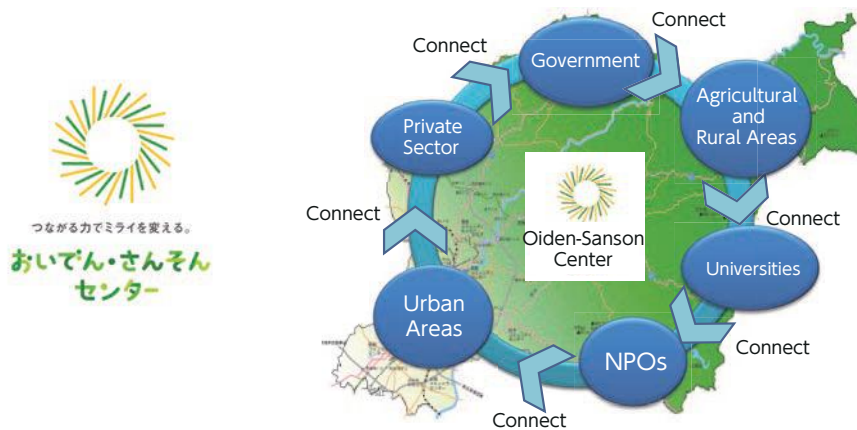 つながる力でミライを変える。
おいでん・さんそん
センター
Connect
Government
Connect
Agricultural
and
Rural Areas
Private
Sector
Connect
Oiden-Sanson
Center
Connect
Universities
Urban
Areas
Connect
NPOs
Connect